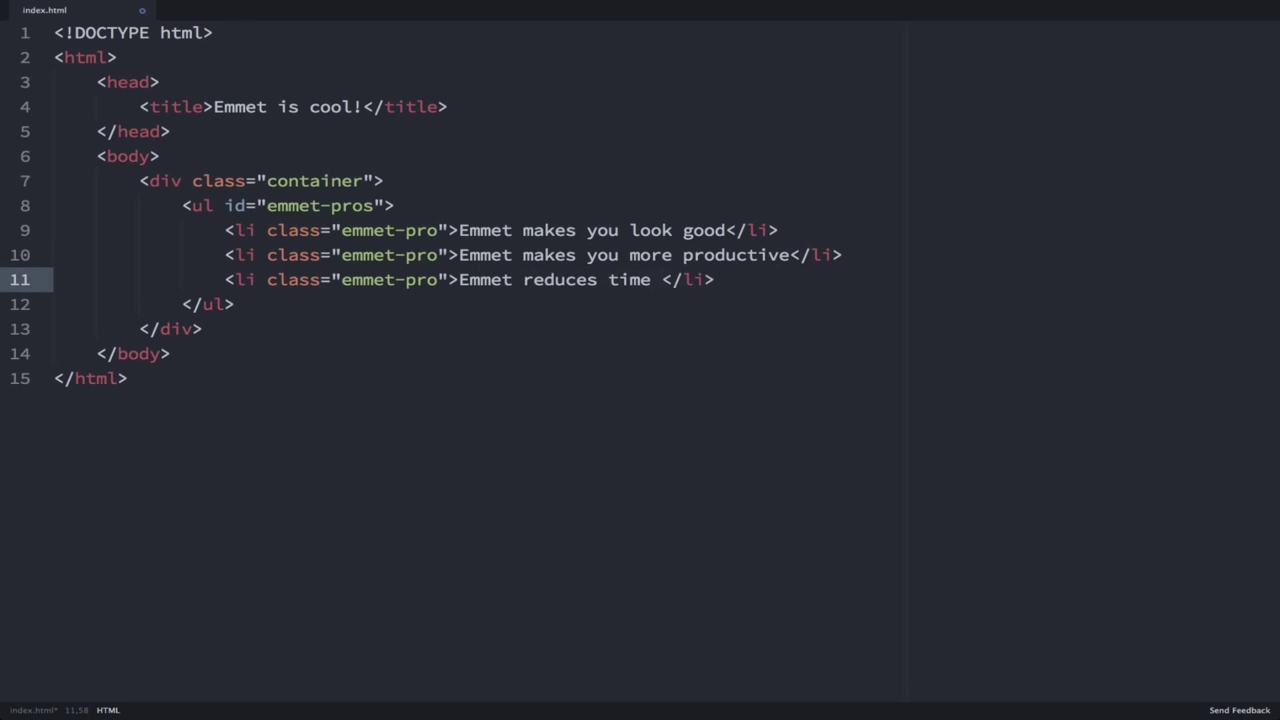 index.html
1 <!DOCTYPE html>
2 <html>
3     <head>
4         <title>Emmet is cool!</title>
5     </head>
6     <body>
7         <div class="container">
8             <ul id="emmet-pros">
9                 <li class="emmet-pro">Emmet makes you look good</li>
10                 <li class="emmet-pro">Emmet makes you more productive</li>
11                 <li class="emmet-pro">Emmet reduces time </li>
12             </ul>
13         </div>
14     </body>
15 </html>
index.html* 11,58 HTML Send Feedback